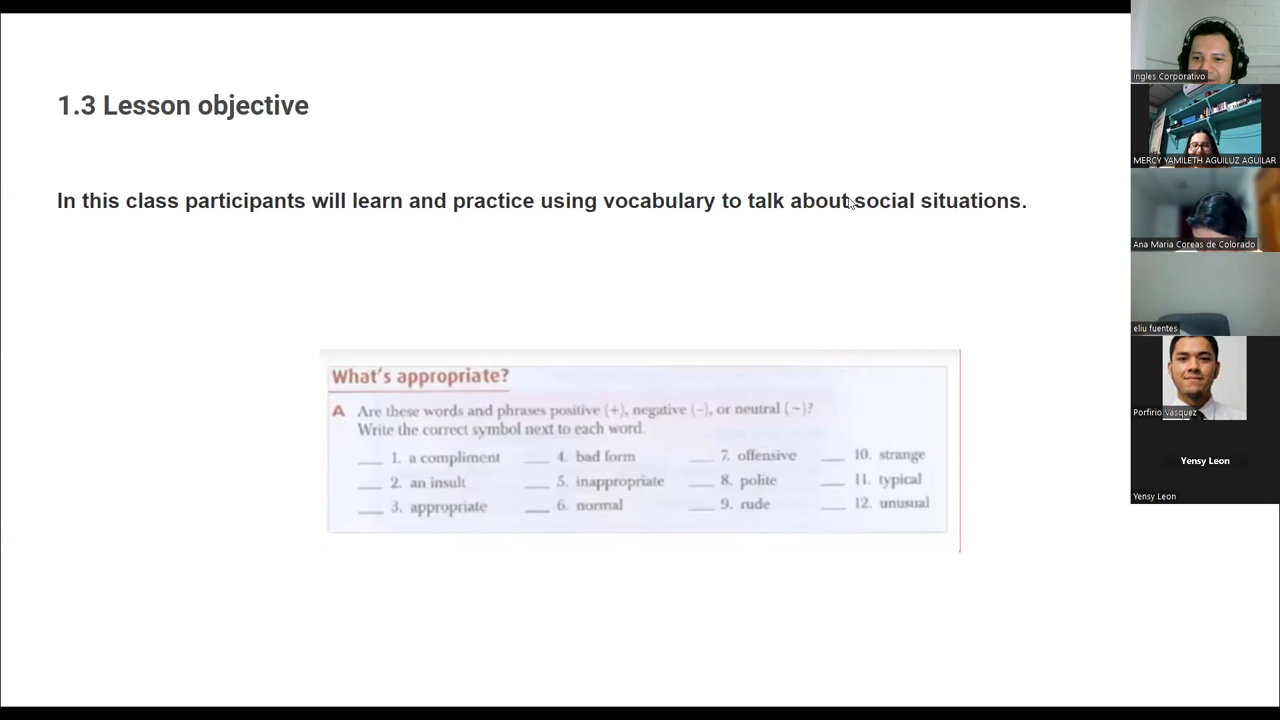 1.3 Lesson objective
In this class participants will learn and practice using vocabulary to talk about social situations.
What's appropriate?
A Are these words and phrases positive (+), negative (−), or neutral (~)?
Write the correct symbol next to each word.
___ 1. a compliment ___ 4. bad form ___ 7. offensive ___ 10. strange
___ 2. an insult ___ 5. inappropriate ___ 8. polite ___ 11. typical
___ 3. appropriate ___ 6. normal ___ 9. rude ___ 12. unusual
Ingles Corporativo
MERCY YAMILETH AGUILUZ AGUILAR
Ana Maria Coreas de Colorado
eliu fuentes
Porfirio Vasquez
Yensy Leon
Yensy Leon